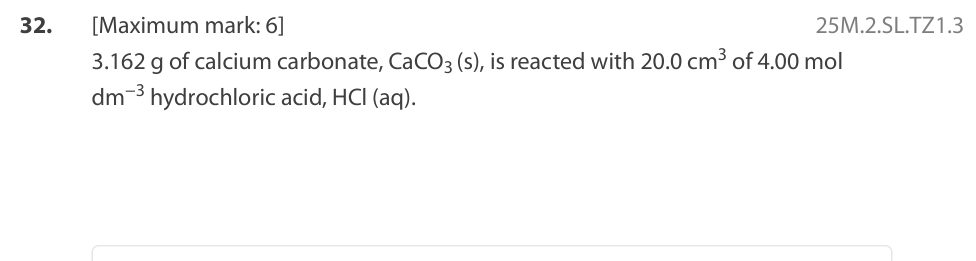 32. [Maximum mark: 6] 25M.2.SL.TZ1.3
3.162 g of calcium carbonate, CaCO₃ (s), is reacted with 20.0 cm³ of 4.00 mol
dm⁻³ hydrochloric acid, HCl (aq).